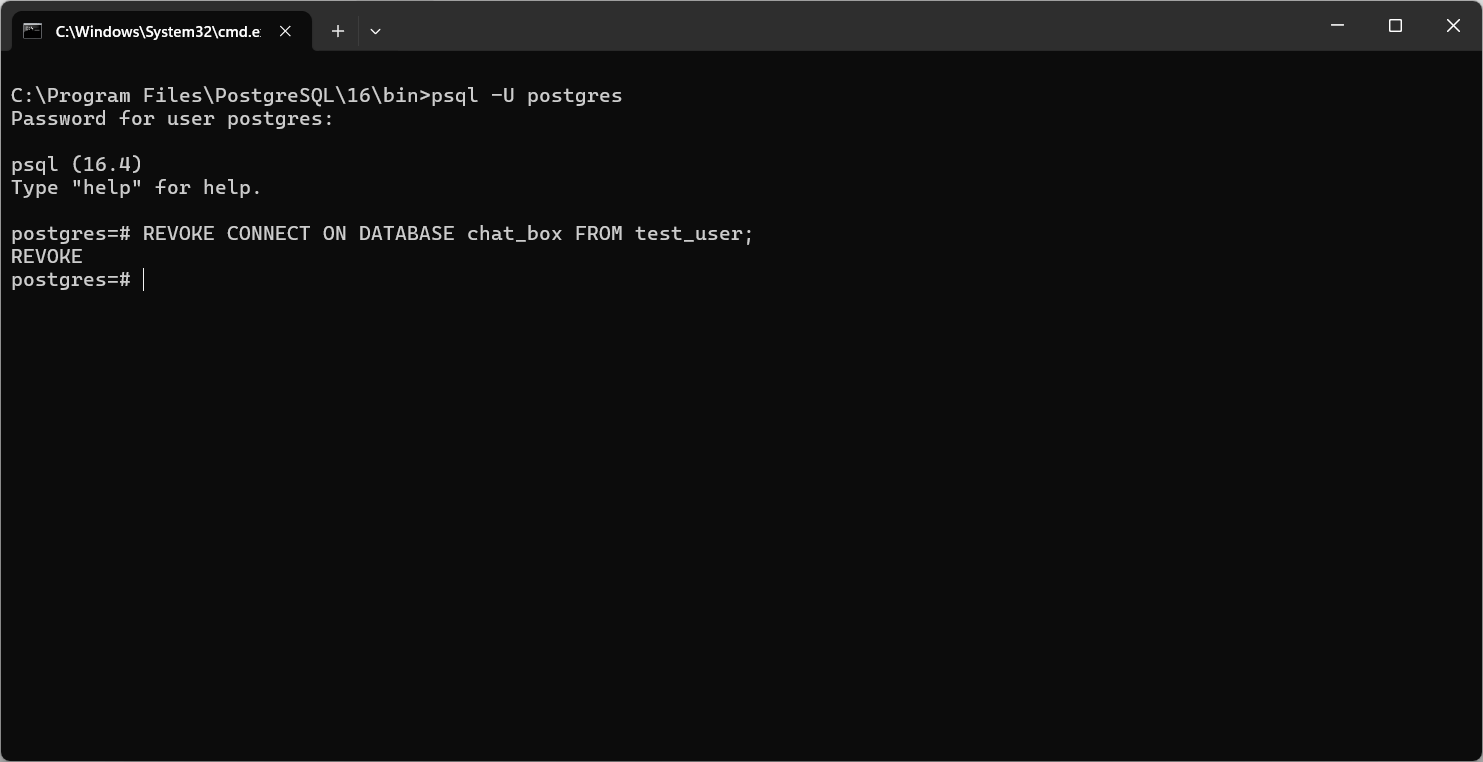 C:\Windows\System32\cmd.e
C:\Program Files\PostgreSQL\16\bin>psql -U postgres
Password for user postgres:
psql (16.4)
Type "help" for help.
postgres=# REVOKE CONNECT ON DATABASE chat_box FROM test_user;
REVOKE
postgres=#